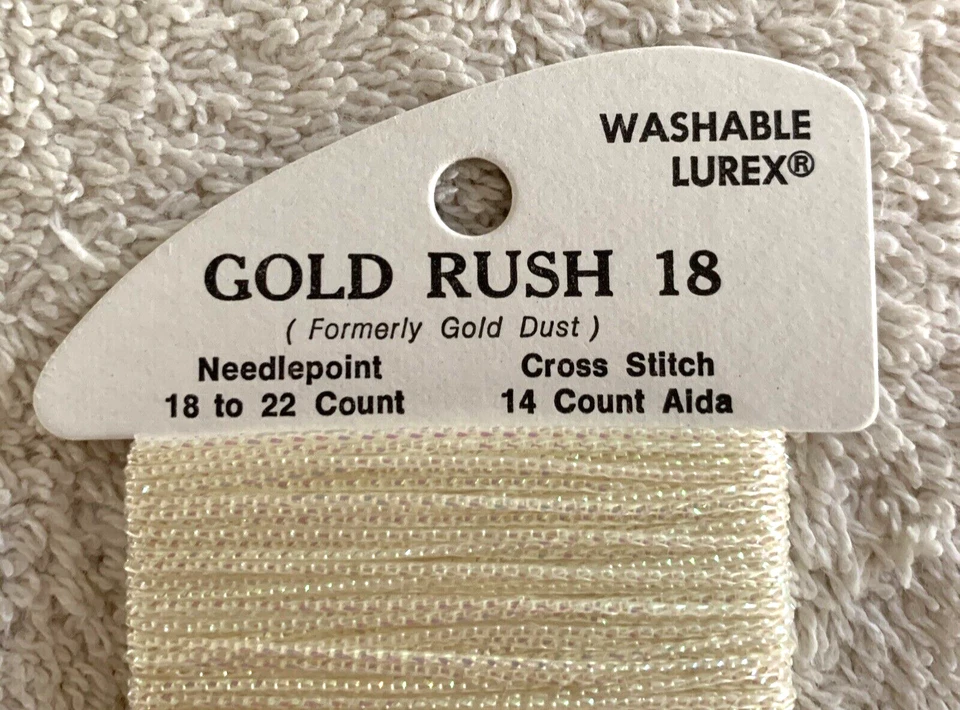 WASHABLE
LUREX®
GOLD RUSH 18
( Formerly Gold Dust )
Needlepoint Cross Stitch
18 to 22 Count 14 Count Aida